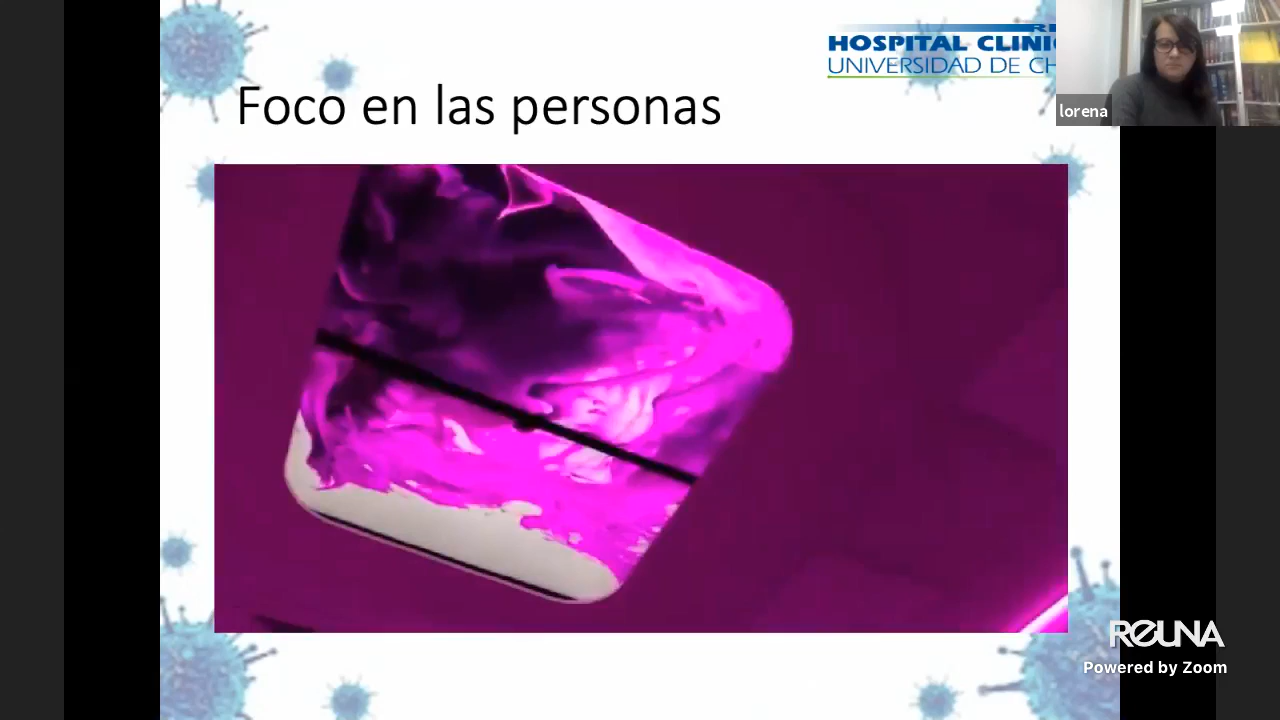 HOSPITAL CLINIC
UNIVERSIDAD DE CH
lorena
Foco en las personas
REUNA
Powered by Zoom